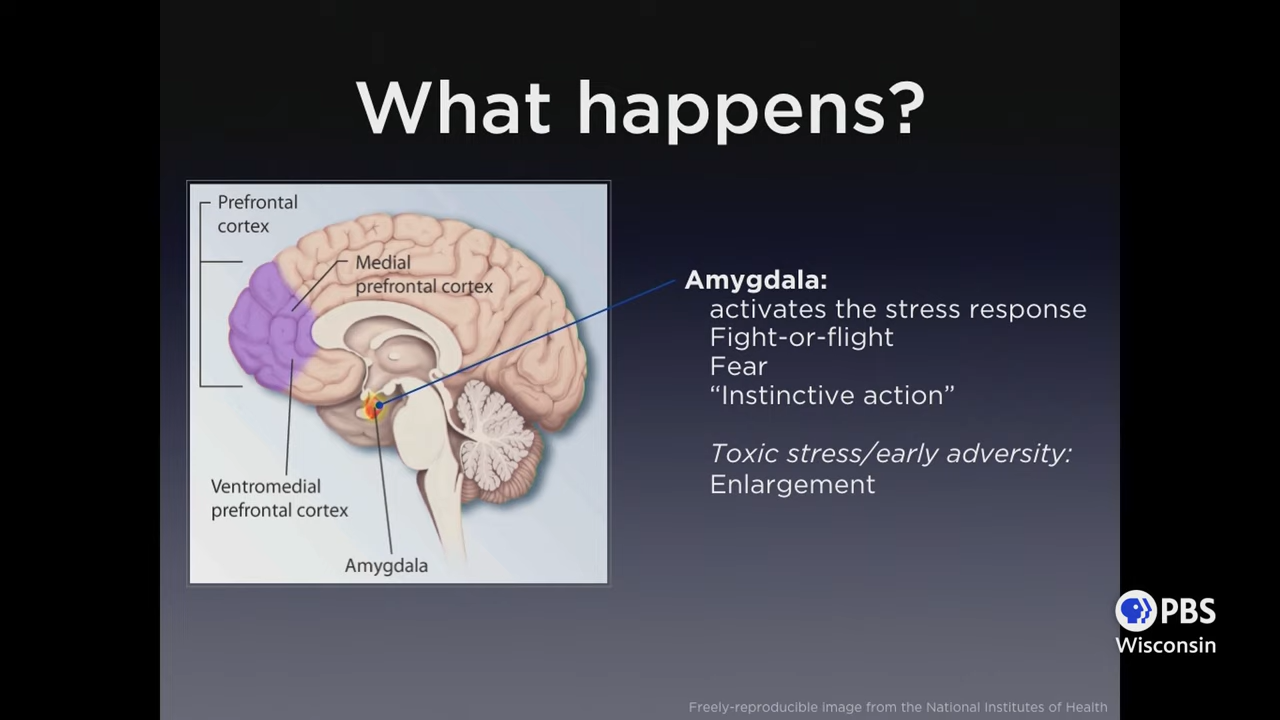 What happens?
Prefrontal
cortex
Medial
prefrontal cortex
Ventromedial
prefrontal cortex
Amygdala
Amygdala:
activates the stress response
Fight-or-flight
Fear
“Instinctive action”
Toxic stress/early adversity:
Enlargement
PBS
Wisconsin
Freely-reproducible image from the National Institutes of Health